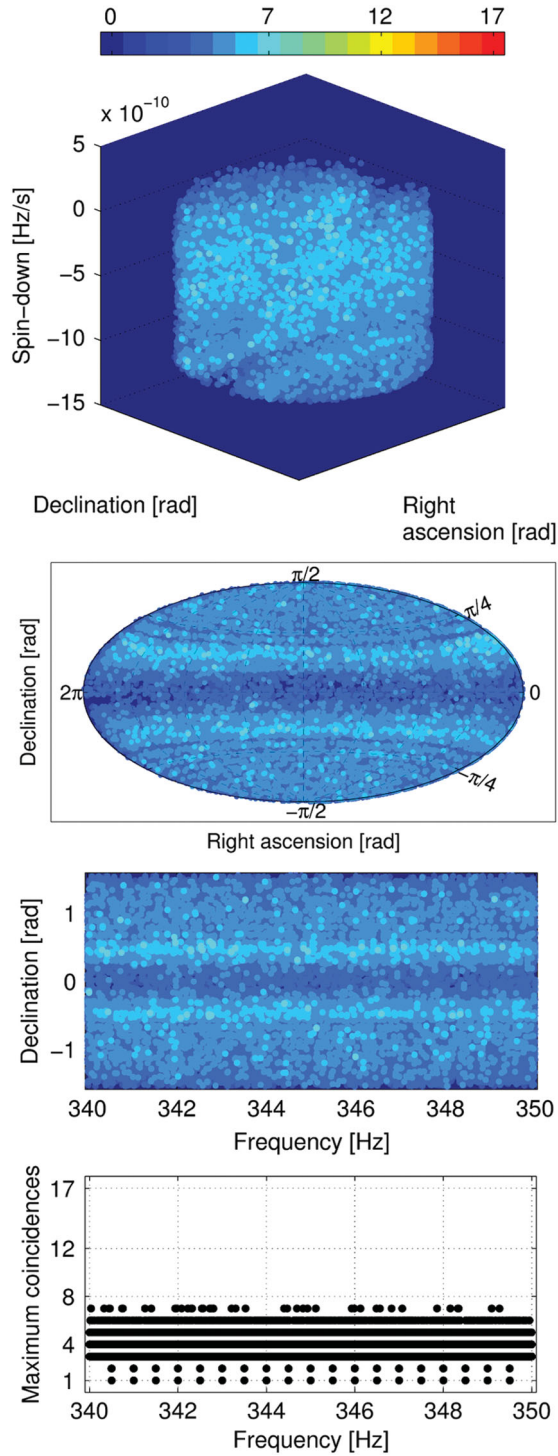 0 7 12 17
x 10⁻¹⁰
5
0
−5
−10
−15
Spin−down [Hz/s]
Declination [rad]
Right
ascension [rad]
π/2
π/4
2π
0
−π/4
−π/2
Declination [rad]
Right ascension [rad]
1
0
−1
Declination [rad]
340 342 344 346 348 350
Frequency [Hz]
17
12
8
4
1
Maximum coincidences
340 342 344 346 348 350
Frequency [Hz]